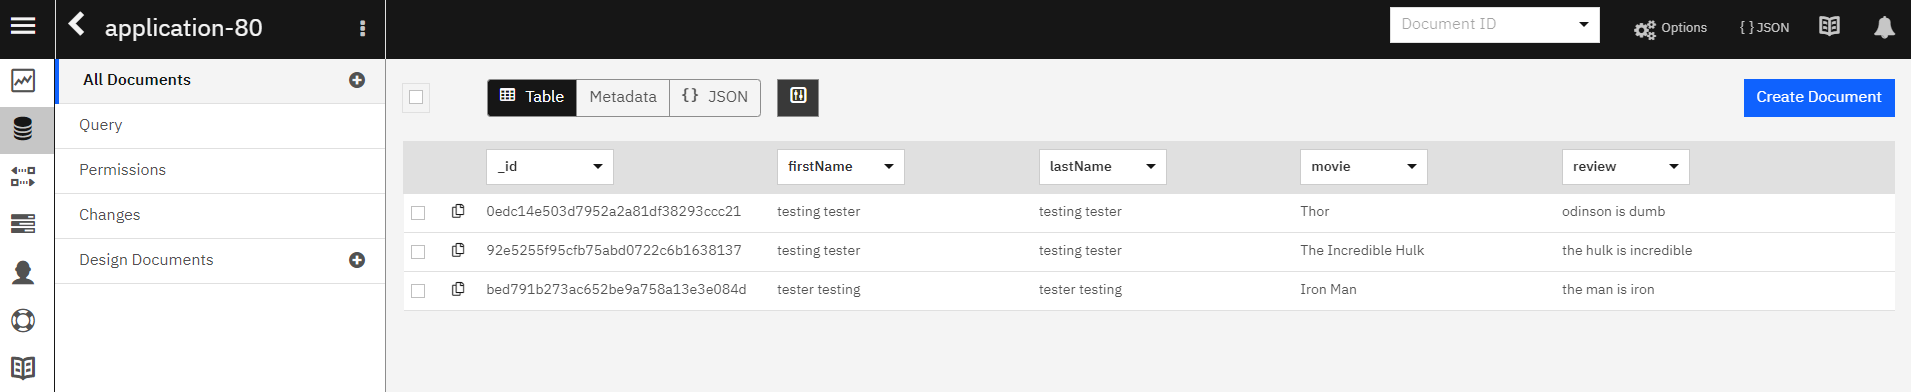 application-80
Document ID
Options
{ } JSON
All Documents
Query
Permissions
Changes
Design Documents
Table Metadata {} JSON
Create Document
_id firstName lastName movie review
0edc14e503d7952a2a81df38293ccc21 testing tester testing tester Thor odinson is dumb
92e5255f95cfb75abd0722c6b1638137 testing tester testing tester The Incredible Hulk the hulk is incredible
bed791b273ac652be9a758a13e3e084d tester testing tester testing Iron Man the man is iron